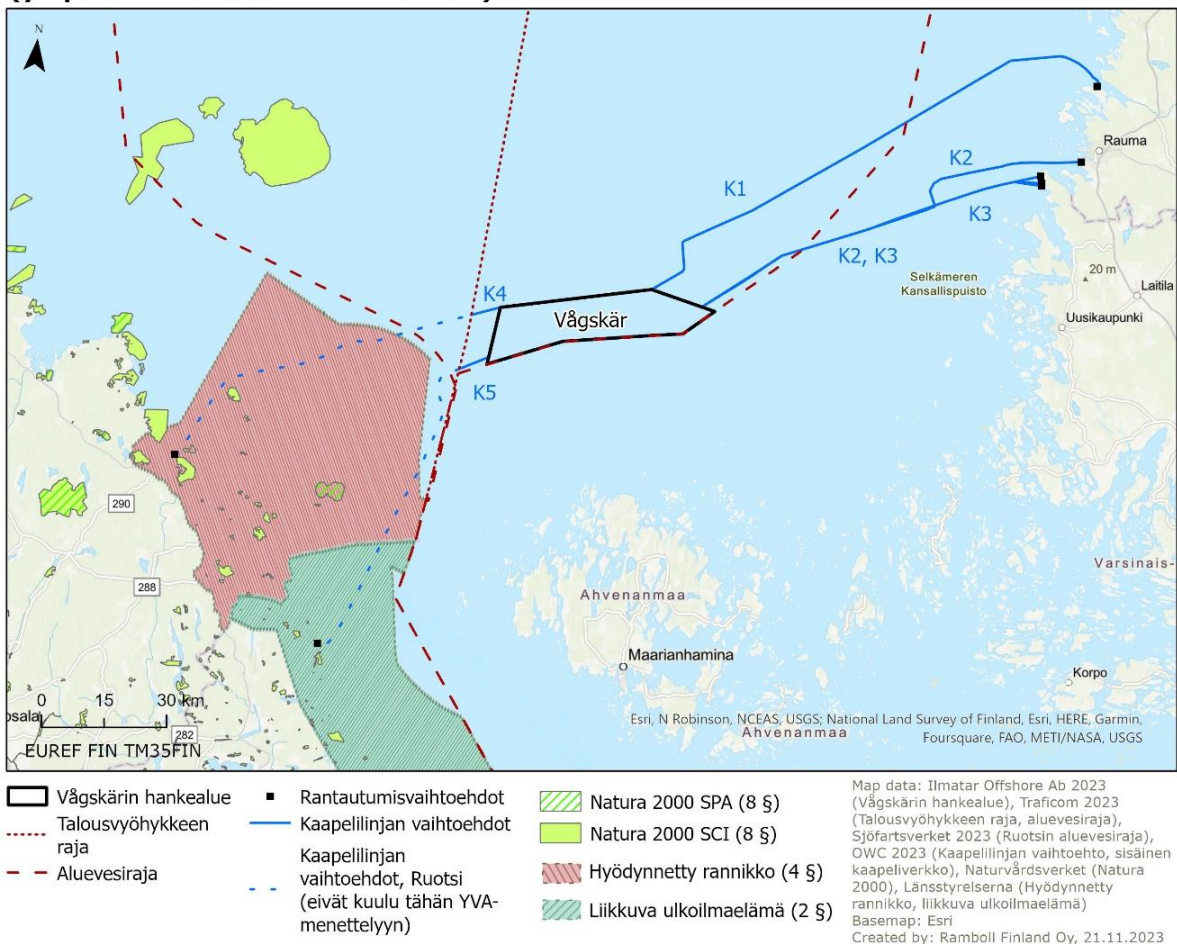 N
K1
K2
Rauma
K3
K2, K3
Selkämeren
Kansallispuisto
20 m
Laitila
Uusikaupunki
K4
Vågskär
K5
290
288
282
Ahvenanmaa
Maarianhamina
Varsinais-
Korpo
Ahvenanmaa
0 15 30 km
osala
EUREF FIN TM35FIN
Esri, N Robinson, NCEAS, USGS; National Land Survey of Finland, Esri, HERE, Garmin,
Foursquare, FAO, METI/NASA, USGS
Vågskärin hankealue
Talousvyöhykkeen
raja
Aluevesiraja
Rantautumisvaihtoehdot
Kaapelilinjan vaihtoehdot
Kaapelilinjan
vaihtoehdot, Ruotsi
(eivät kuulu tähän YVA-
menettelyyn)
Natura 2000 SPA (8 §)
Natura 2000 SCI (8 §)
Hyödynnetty rannikko (4 §)
Liikkuva ulkoilmaelämä (2 §)
Map data: Ilmatar Offshore Ab 2023
(Vågskärin hankealue), Traficom 2023
(Talousvyöhykkeen raja, aluevesiraja),
Sjöfartsverket 2023 (Ruotsin aluevesiraja),
OWC 2023 (Kaapelilinjan vaihtoehto, sisäinen
kaapeliverkko), Naturvårdsverket (Natura
2000), Länsstyrelserna (Hyödynnetty
rannikko, liikkuva ulkoilmaelämä)
Basemap: Esri
Created by: Ramboll Finland Oy, 21.11.2023